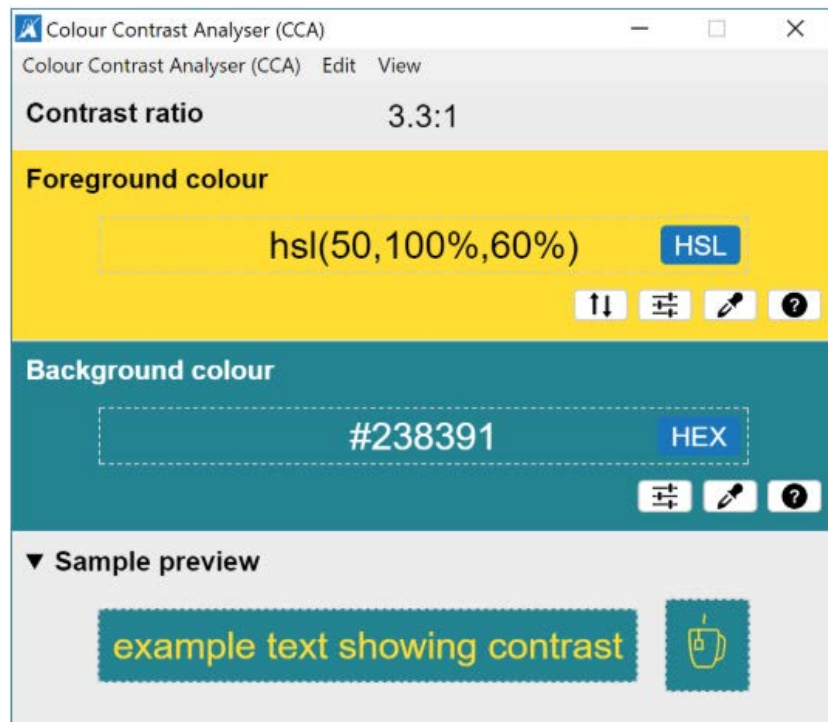 Colour Contrast Analyser (CCA)
Colour Contrast Analyser (CCA) Edit View
Contrast ratio 3.3:1
Foreground colour
hsl(50,100%,60%) HSL
?
Background colour
#238391 HEX
?
▼ Sample preview
example text showing contrast